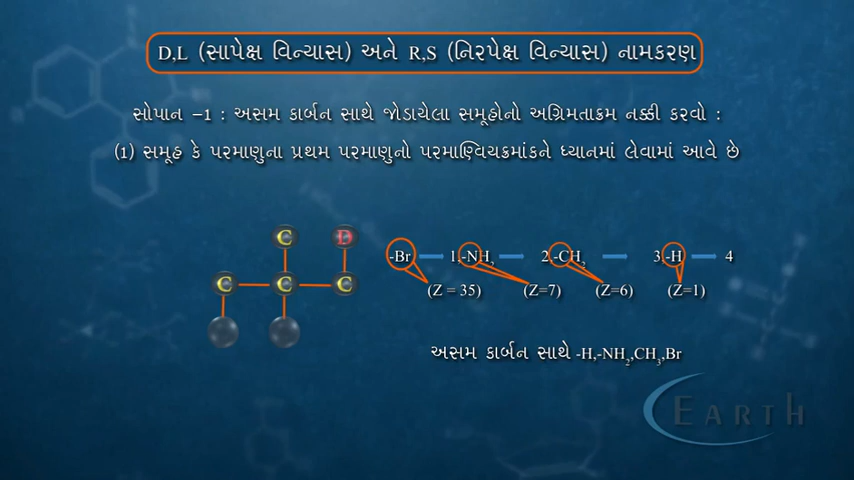 D,L (સાપેક્ષ વિન્યાસ) અને R,S (નિરપેક્ષ વિન્યાસ) નામકરણ
સોપાન –1 : અસમ કાર્બન સાથે જોડાયેલા સમૂહોનો અગ્રિમતાક્રમ નક્કી કરવો :
(1) સમૂહ કે પરમાણુના પ્રથમ પરમાણુનો પરમાણ્વિયક્રમાંકને ધ્યાનમાં લેવામાં આવે છે
C D
-Br 1.-NH₂ 2.-CH₂ 3.-H 4
C C C
(Z = 35) (Z=7) (Z=6) (Z=1)
અસમ કાર્બન સાથે -H,-NH₂,CH₃,Br
EARTH